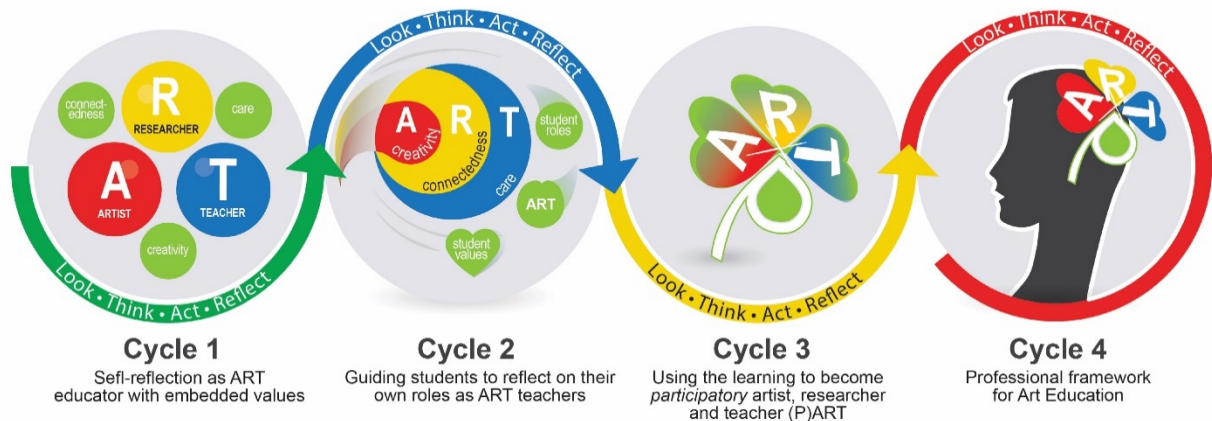 Look • Think • Act • Reflect
connect-
edness
R
RESEARCHER
care
A
ARTIST
T
TEACHER
creativity
Cycle 1
Sefl-reflection as ART
educator with embedded values
Look • Think • Act • Reflect
A
R
T
creativity
connectedness
care
student
roles
ART
student
values
Cycle 2
Guiding students to reflect on their
own roles as ART teachers
Look • Think • Act • Reflect
A
R
T
P
Cycle 3
Using the learning to become
participatory artist, researcher
and teacher (P)ART
Look • Think • Act • Reflect
A
R
T
P
Cycle 4
Professional framework
for Art Education